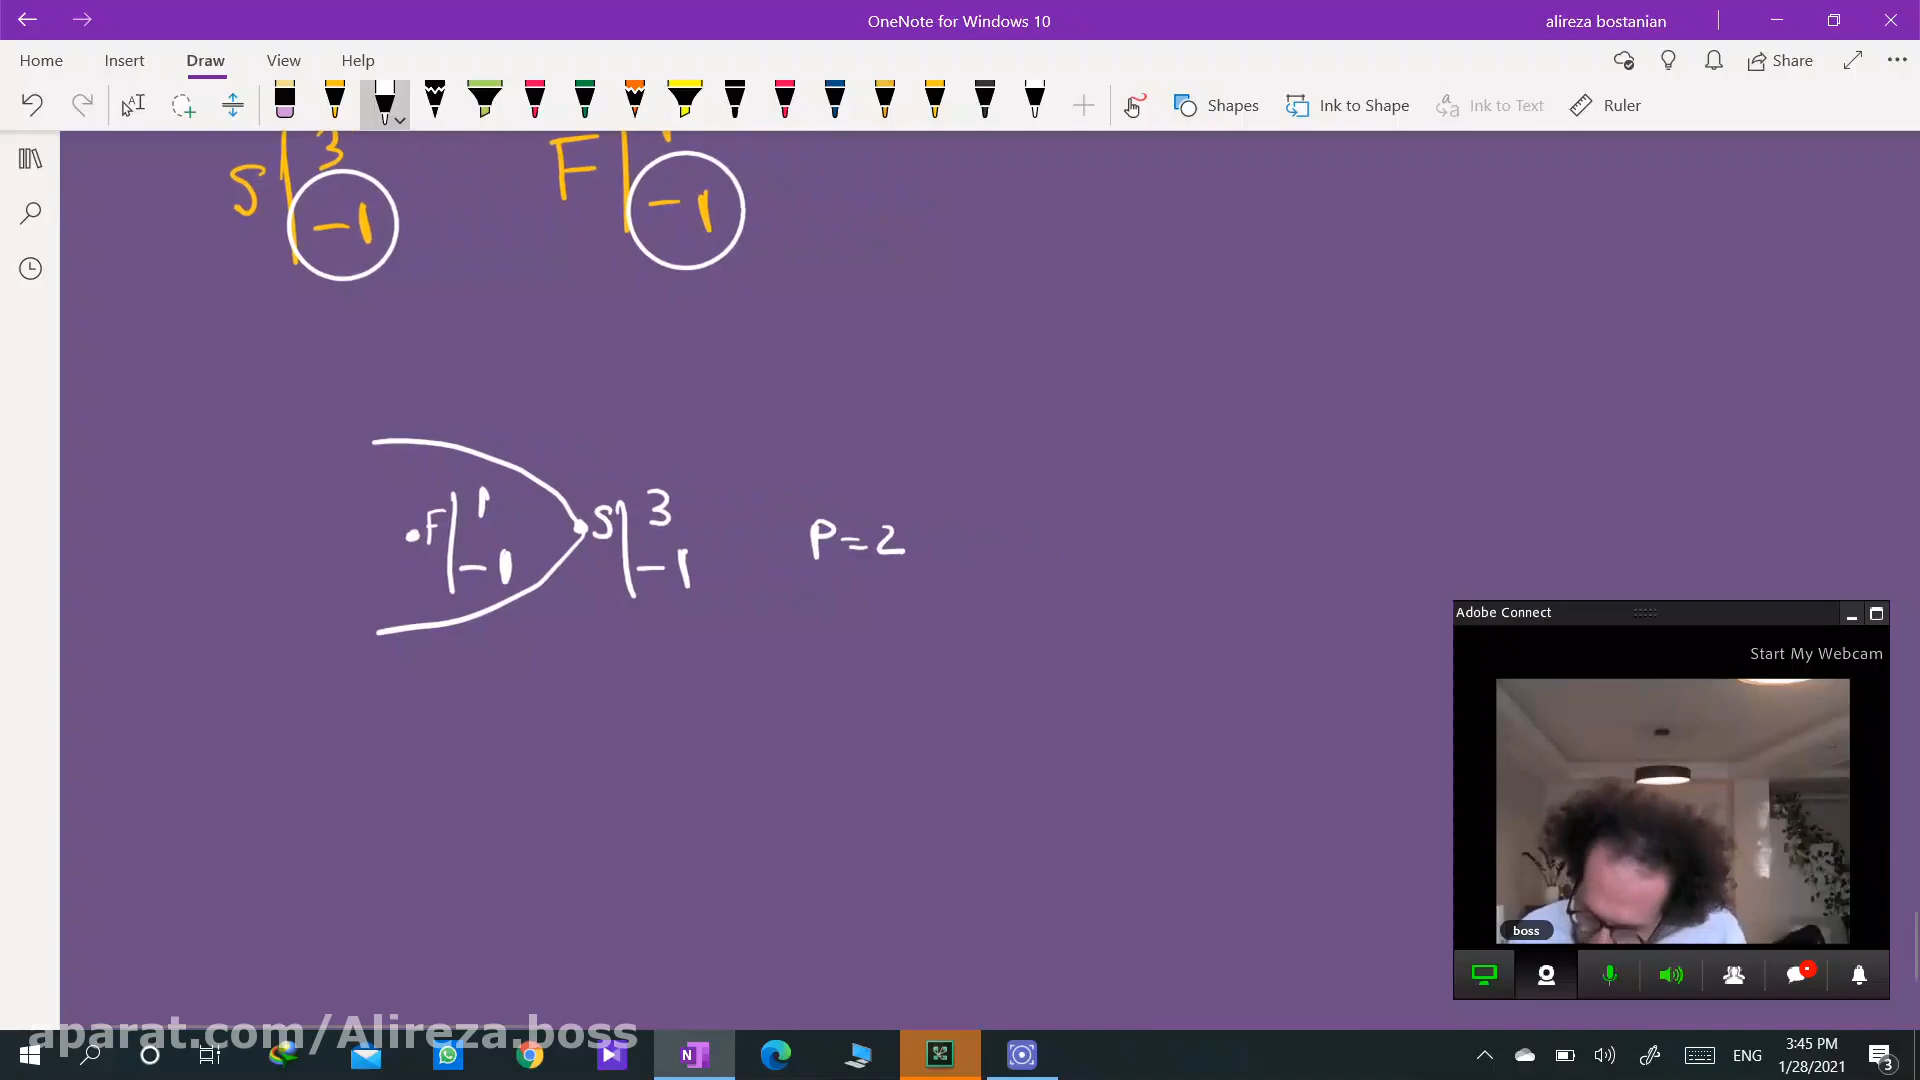 OneNote for Windows 10
alireza bostanian
Home Insert Draw View Help
Share
Shapes
Ink to Shape
Ink to Text
Ruler
S 3
-1
F
-1
F 1
-1
S 3
-1
P=2
Adobe Connect
Start My Webcam
boss
aparat.com/Alireza.boss
ENG
3:45 PM
1/28/2021
3